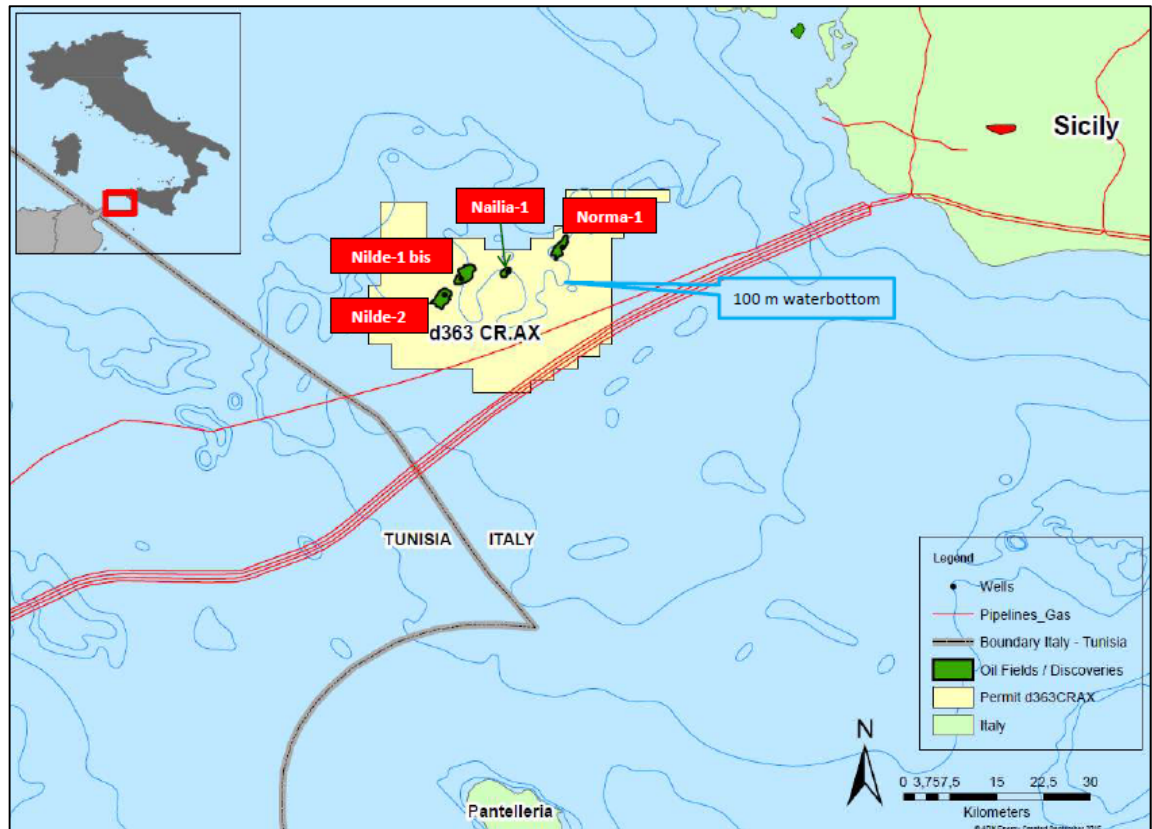 Sicily
Nailia-1
Norma-1
Nilde-1 bis
Nilde-2
100 m waterbottom
d363 CR.AX
TUNISIA ITALY
Legend
Wells
Pipelines_Gas
Boundary Italy - Tunisia
Oil Fields / Discoveries
Permit d363CRAX
Italy
N
0 3,757,5 15 22,5 30
Kilometers
Pantelleria